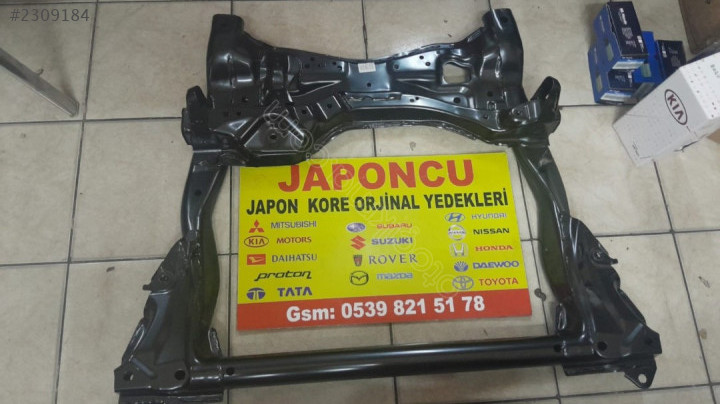 #2309184
JAPONCU
JAPON KORE ORJİNAL YEDEKLERİ
MITSUBISHI SUBARU HYUNDAI
KIA MOTORS SUZUKI NISSAN
DAIHATSU ROVER HONDA
PROTON mazda DAEWOO
TATA TOYOTA
Gsm: 0539 821 51 78
KIA